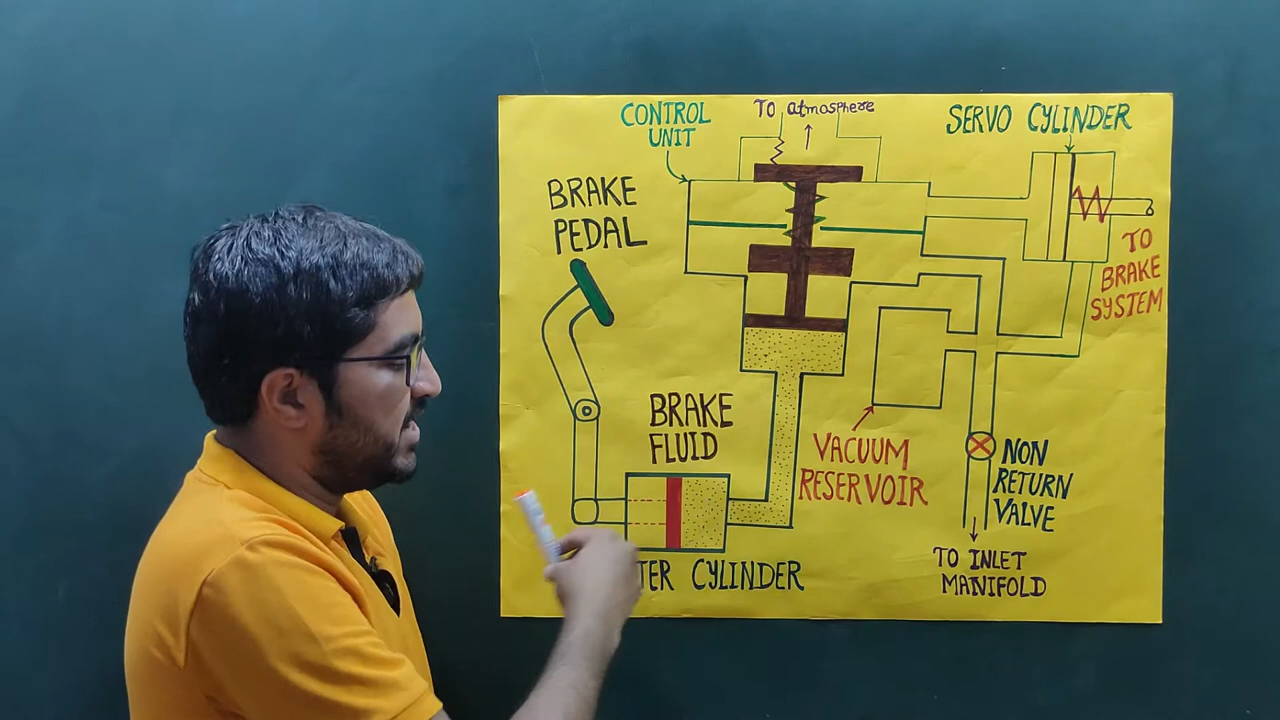 CONTROL
UNIT
TO atmosphere
SERVO CYLINDER
BRAKE
PEDAL
TO
BRAKE
SYSTEM
BRAKE
FLUID
VACUUM
RESERVOIR
NON
RETURN
VALVE
TO INLET
MANIFOLD
CYLINDER